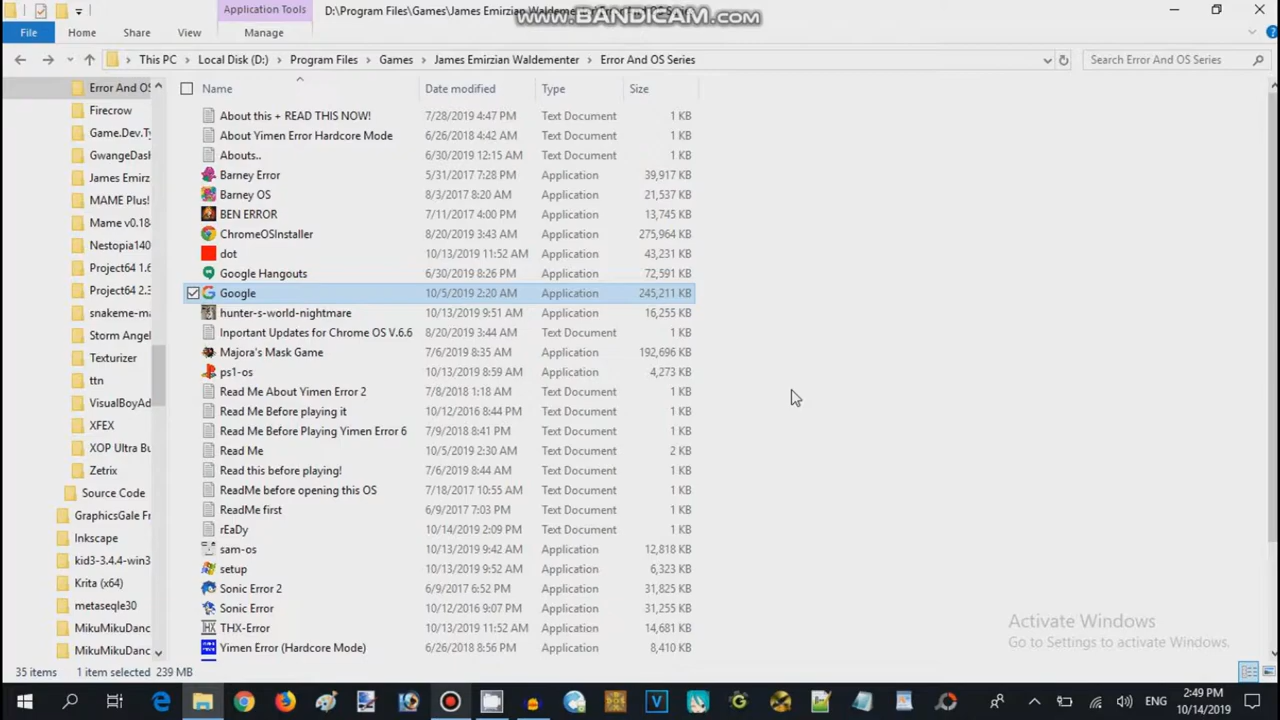 Application Tools
D:\Program Files\Games\James Emirzian Waldementer\Error And OS Series
www.BANDICAM.com
File Home Share View Manage
This PC Local Disk (D:) Program Files Games James Emirzian Waldementer Error And OS Series
Search Error And OS Series
Name Date modified Type Size
Error And OS
Firecrow
Game.Dev.Ty
GwangeDash
James Emirz
MAME Plus!
Mame v0.18
Nestopia140
Project64 1.6
Project64 2.3
snakeme-ma
Storm Angel
Texturizer
ttn
VisualBoyAd
XFEX
XOP Ultra Bu
Zetrix
Source Code
GraphicsGale Fr
Inkscape
kid3-3.4.4-win3
Krita (x64)
metaseqle30
MikuMikuDanc
MikuMikuDanc
About this + READ THIS NOW! 7/28/2019 4:47 PM Text Document 1 KB
About Yimen Error Hardcore Mode 6/26/2018 4:42 AM Text Document 1 KB
Abouts.. 6/30/2019 12:15 AM Text Document 1 KB
Barney Error 5/31/2017 7:28 PM Application 39,917 KB
Barney OS 8/3/2017 8:20 AM Application 21,537 KB
BEN ERROR 7/11/2017 4:00 PM Application 13,745 KB
ChromeOSInstaller 8/20/2019 3:43 AM Application 275,964 KB
dot 10/13/2019 11:52 AM Application 43,231 KB
Google Hangouts 6/30/2019 8:26 PM Application 72,591 KB
Google 10/5/2019 2:20 AM Application 245,211 KB
hunter-s-world-nightmare 10/13/2019 9:51 AM Application 16,255 KB
Inportant Updates for Chrome OS V.6.6 8/20/2019 3:44 AM Text Document 1 KB
Majora's Mask Game 7/6/2019 8:35 AM Application 192,696 KB
ps1-os 10/13/2019 8:59 AM Application 4,273 KB
Read Me About Yimen Error 2 7/8/2018 1:18 AM Text Document 1 KB
Read Me Before playing it 10/12/2016 8:44 PM Text Document 1 KB
Read Me Before Playing Yimen Error 6 7/9/2018 8:41 PM Text Document 1 KB
Read Me 10/5/2019 2:30 AM Text Document 2 KB
Read this before playing! 7/6/2019 8:44 AM Text Document 1 KB
ReadMe before opening this OS 7/18/2017 10:55 AM Text Document 1 KB
ReadMe first 6/9/2017 7:03 PM Text Document 1 KB
rEaDy 10/14/2019 2:09 PM Text Document 1 KB
sam-os 10/13/2019 9:42 AM Application 12,818 KB
setup 10/13/2019 9:52 AM Application 6,323 KB
Sonic Error 2 6/9/2017 6:52 PM Application 31,825 KB
Sonic Error 10/12/2016 9:07 PM Application 31,255 KB
THX-Error 10/13/2019 11:52 AM Application 14,681 KB
Yimen Error (Hardcore Mode) 6/26/2018 8:56 PM Application 8,410 KB
Activate Windows
Go to Settings to activate Windows.
35 items 1 item selected 239 MB
ENG
2:49 PM
10/14/2019